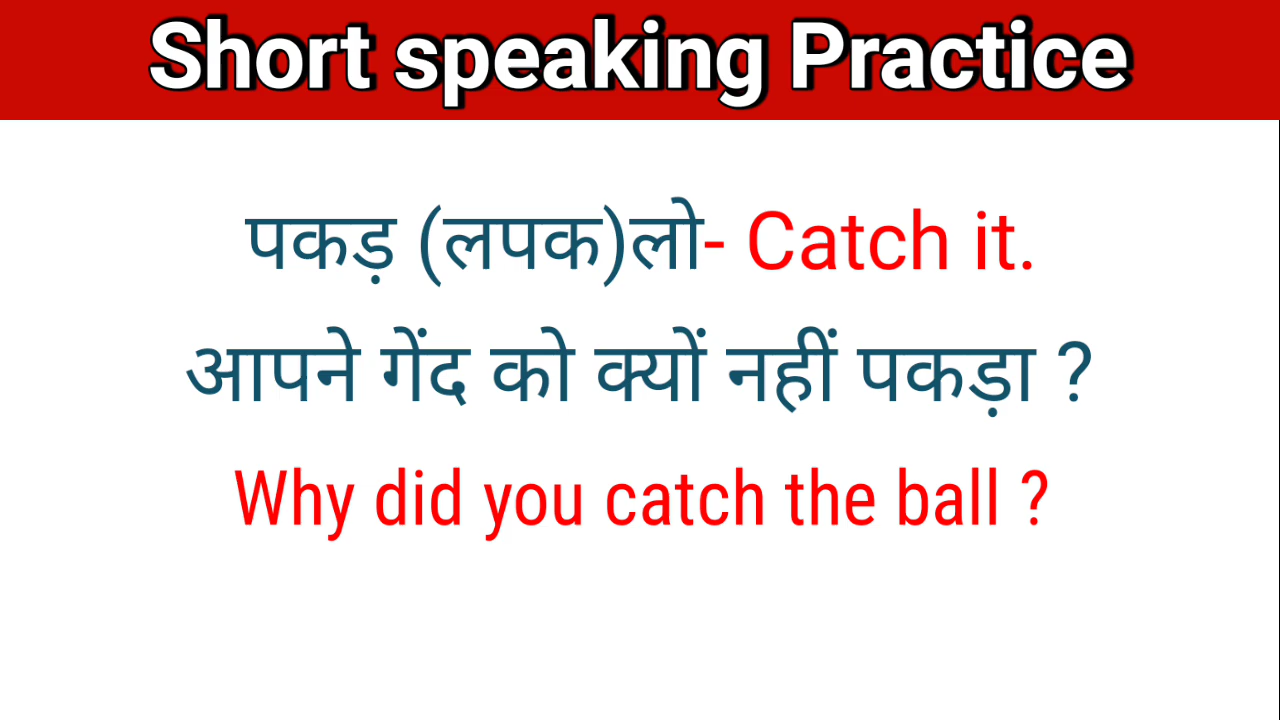 Short speaking Practice
पकड़ (लपक)लो- Catch it.
आपने गेंद को क्यों नहीं पकड़ा ?
Why did you catch the ball ?